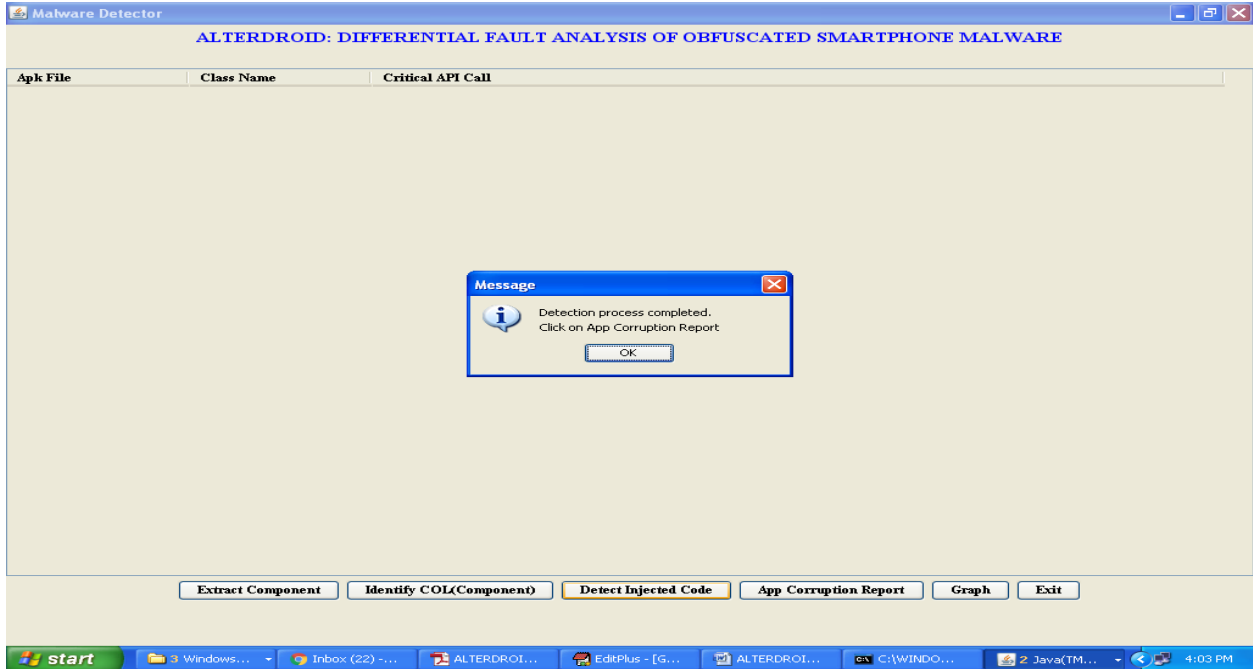 Malware Detector
ALTERDROID: DIFFERENTIAL FAULT ANALYSIS OF OBFUSCATED SMARTPHONE MALWARE
Apk File Class Name Critical API Call
Message
Detection process completed.
Click on App Corruption Report
OK
Extract Component Identify COI.(Component) Detect Injected Code App Corruption Report Graph Exit
start 3 Windows... Inbox (22) -... ALTERDROI... EditPlus - [G... ALTERDROI... C:\WINDO... 2 Java(TM... 4:03 PM